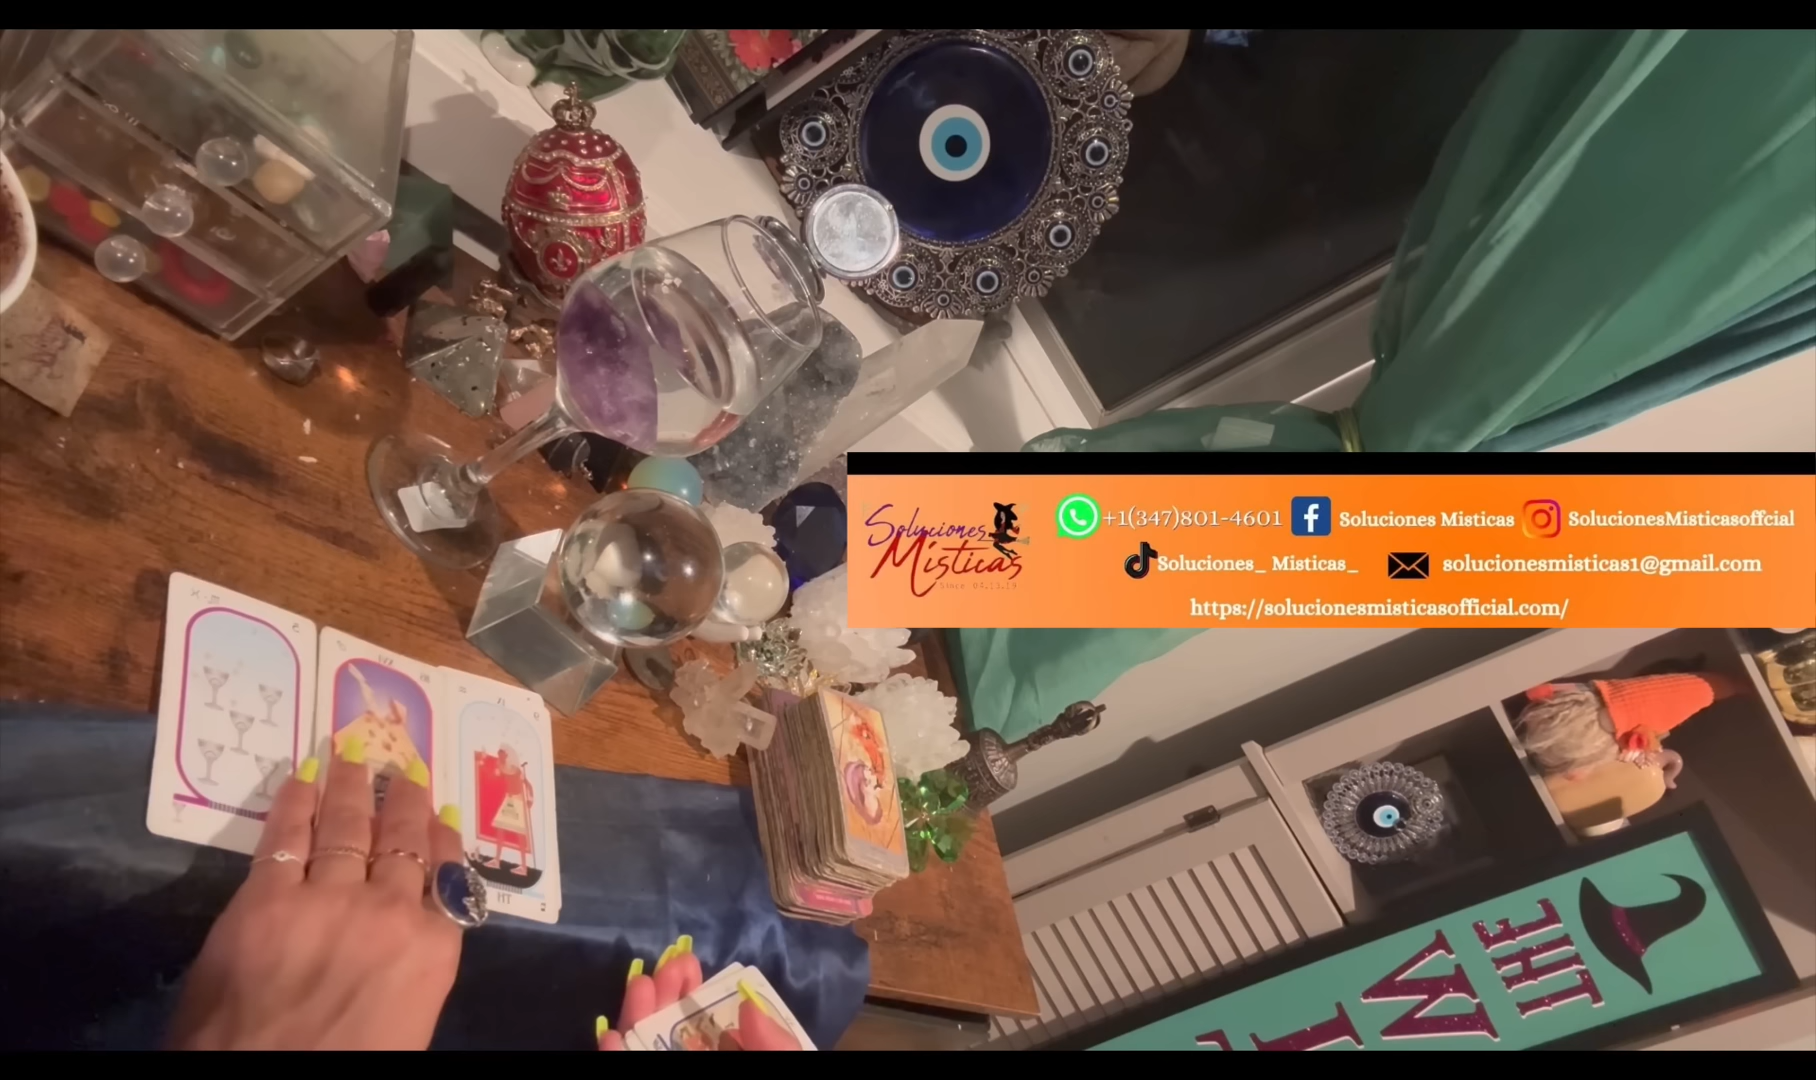 Soluciones
Místicas
Since 04.13.19
+1(347)801-4601 Soluciones Misticas SolucionesMisticasoffcial
Soluciones_ Misticas_ solucionesmisticas1@gmail.com
https://solucionesmisticasofficial.com/
THE